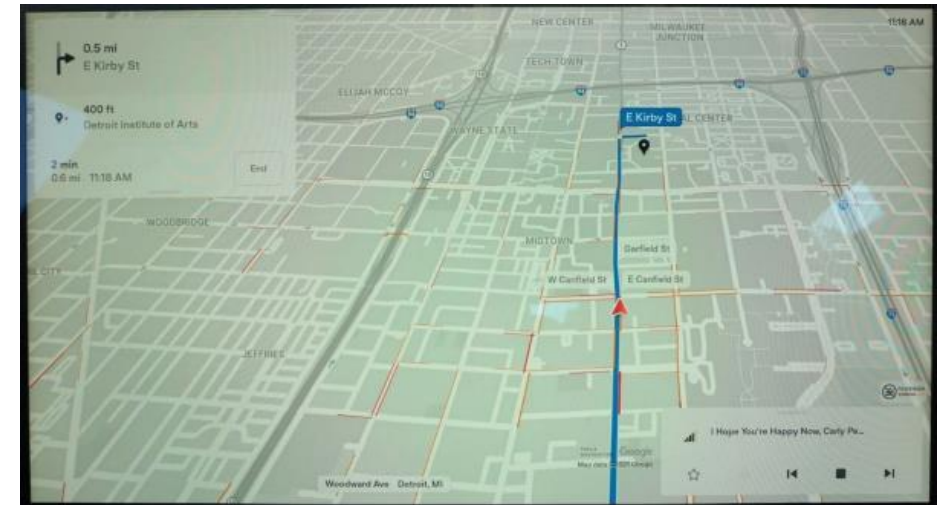 0.5 mi
E Kirby St
400 ft
Detroit Institute of Arts
2 min
0.6 mi 11:18 AM
End
11:16 AM
NEW CENTER
MILWAUKEE
JUNCTION
TECH TOWN
ELIJAH MCCOY
WAYNE STATE
E Kirby St
AL CENTER
WOODBRIDGE
MIDTOWN
Garfield St
W Canfield St
E Canfield St
JEFFRIES
I Hope You're Happy Now, Carly Pe...
Google
Woodward Ave Detroit, MI